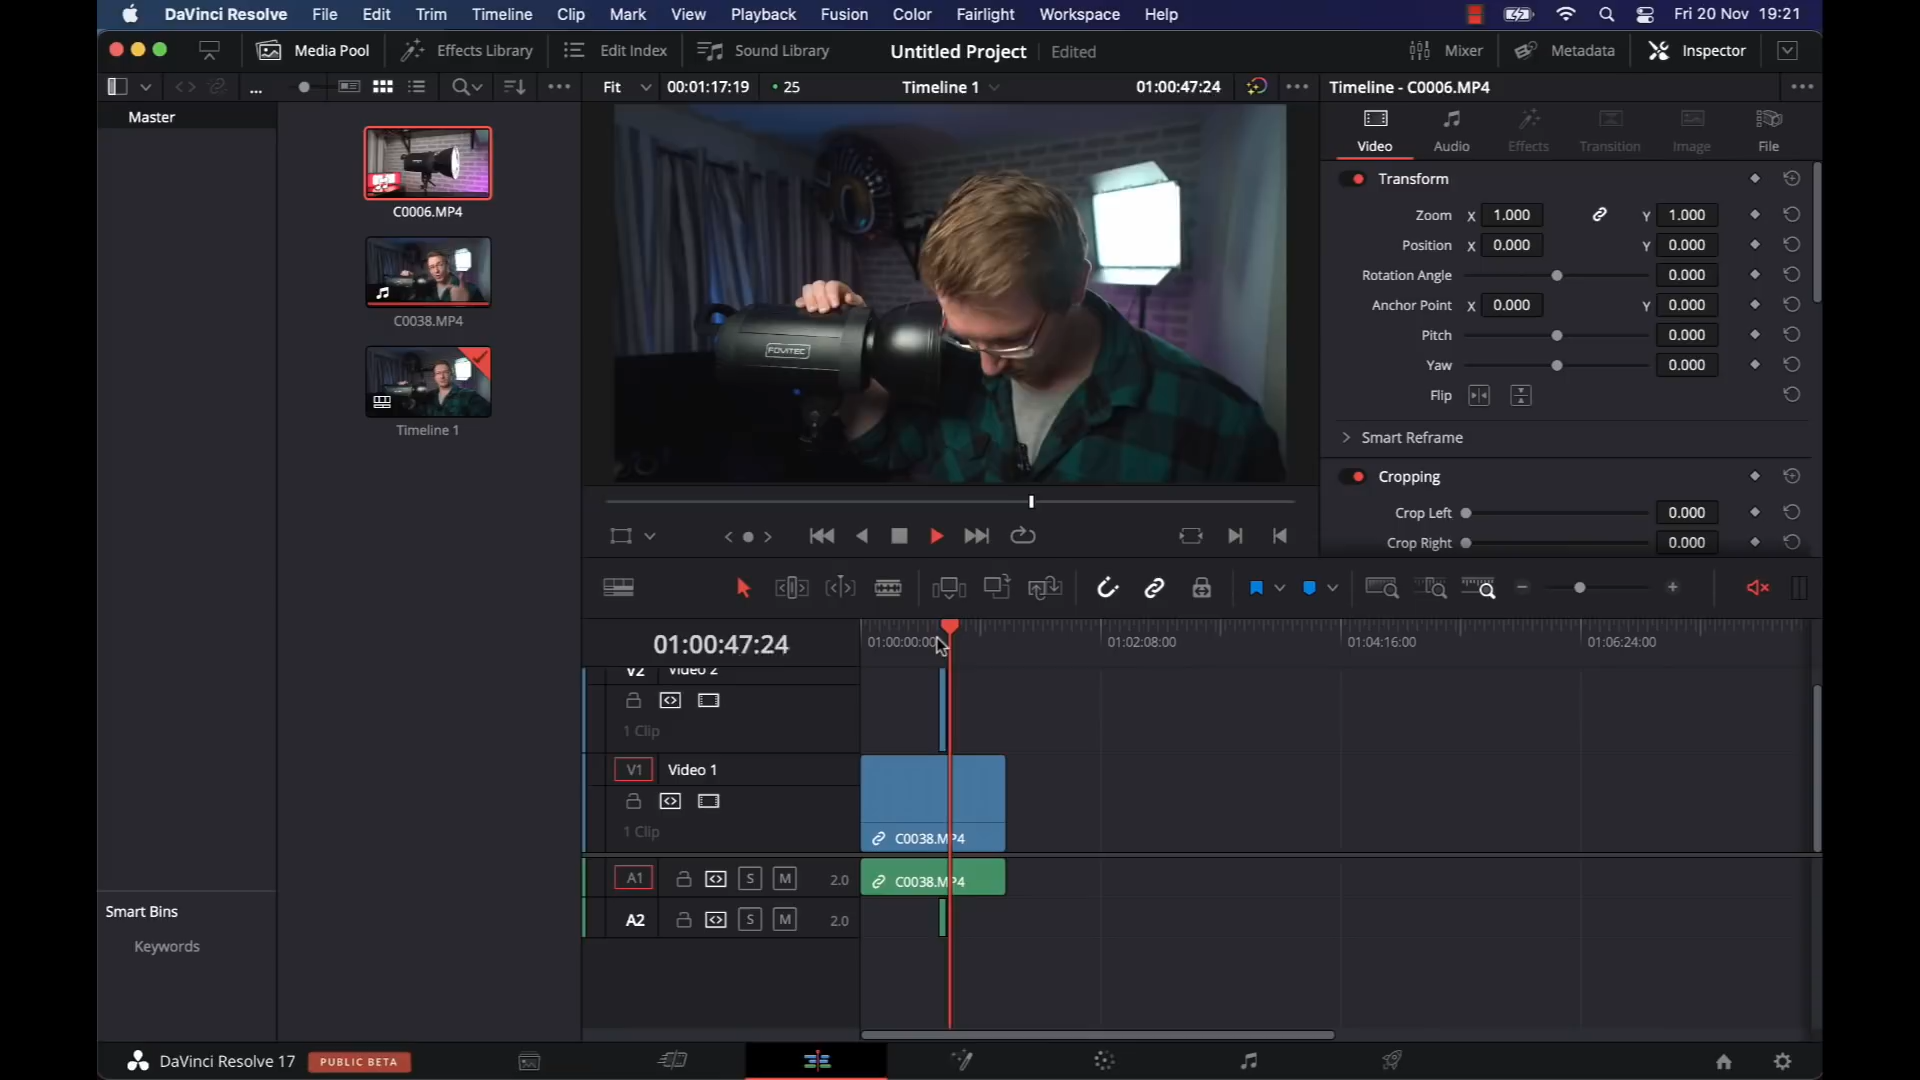 DaVinci Resolve File Edit Trim Timeline Clip Mark View Playback Fusion Color Fairlight Workspace Help Fri 20 Nov 19:21
Media Pool Effects Library Edit Index Sound Library Untitled Project Edited Mixer Metadata Inspector
Fit 00:01:17:19 25 Timeline 1 01:00:47:24 Timeline - C0006.MP4
Master
C0006.MP4
C0038.MP4
Timeline 1
Smart Bins
Keywords
FOVITEC
Video Audio Effects Transition Image File
Transform
Zoom X 1.000 Y 1.000
Position X 0.000 Y 0.000
Rotation Angle 0.000
Anchor Point X 0.000 Y 0.000
Pitch 0.000
Yaw 0.000
Flip
Smart Reframe
Cropping
Crop Left 0.000
Crop Right 0.000
01:00:47:24 01:00:00:00 01:02:08:00 01:04:16:00 01:06:24:00
V2 Video 2
1 Clip
V1 Video 1
1 Clip
C0038.MP4
A1 S M 2.0 C0038.MP4
A2 S M 2.0
DaVinci Resolve 17 PUBLIC BETA